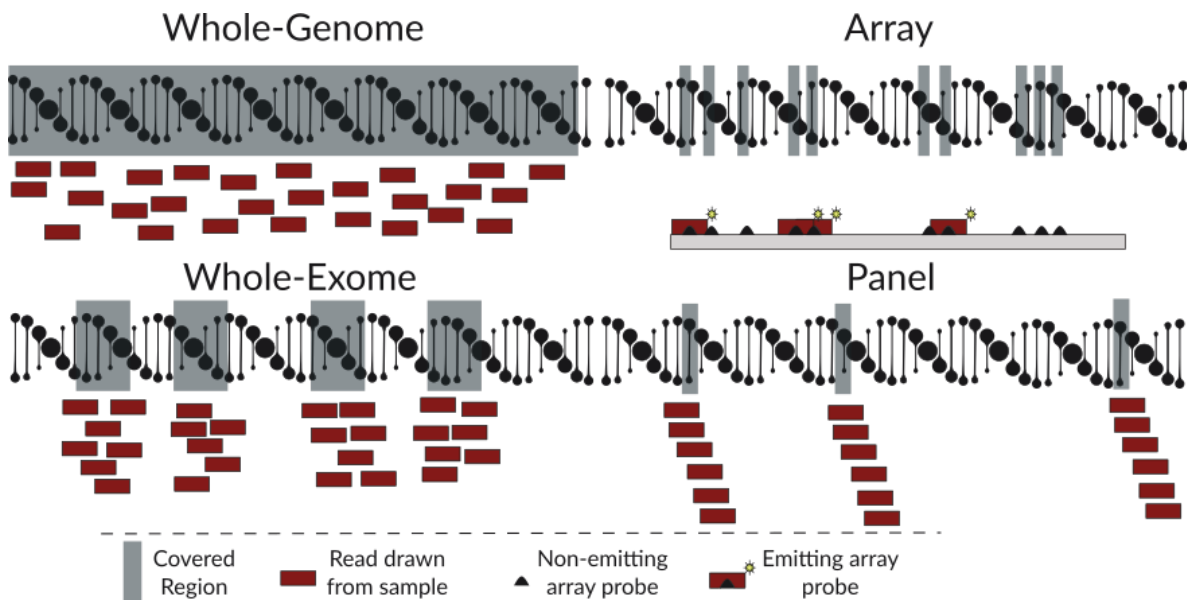 Whole-Genome
Array
Whole-Exome
Panel
Covered
Region
Read drawn
from sample
Non-emitting
array probe
Emitting array
probe